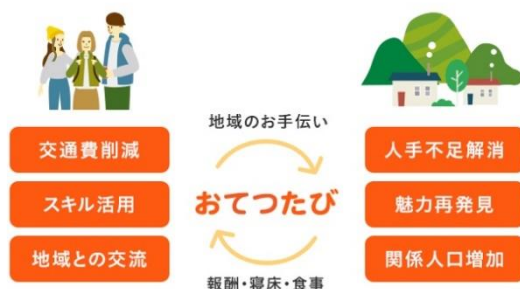 地域のお手伝い
交通費削減
スキル活用
地域との交流
おてつたび
人手不足解消
魅力再発見
関係人口増加
報酬・寝床・食事